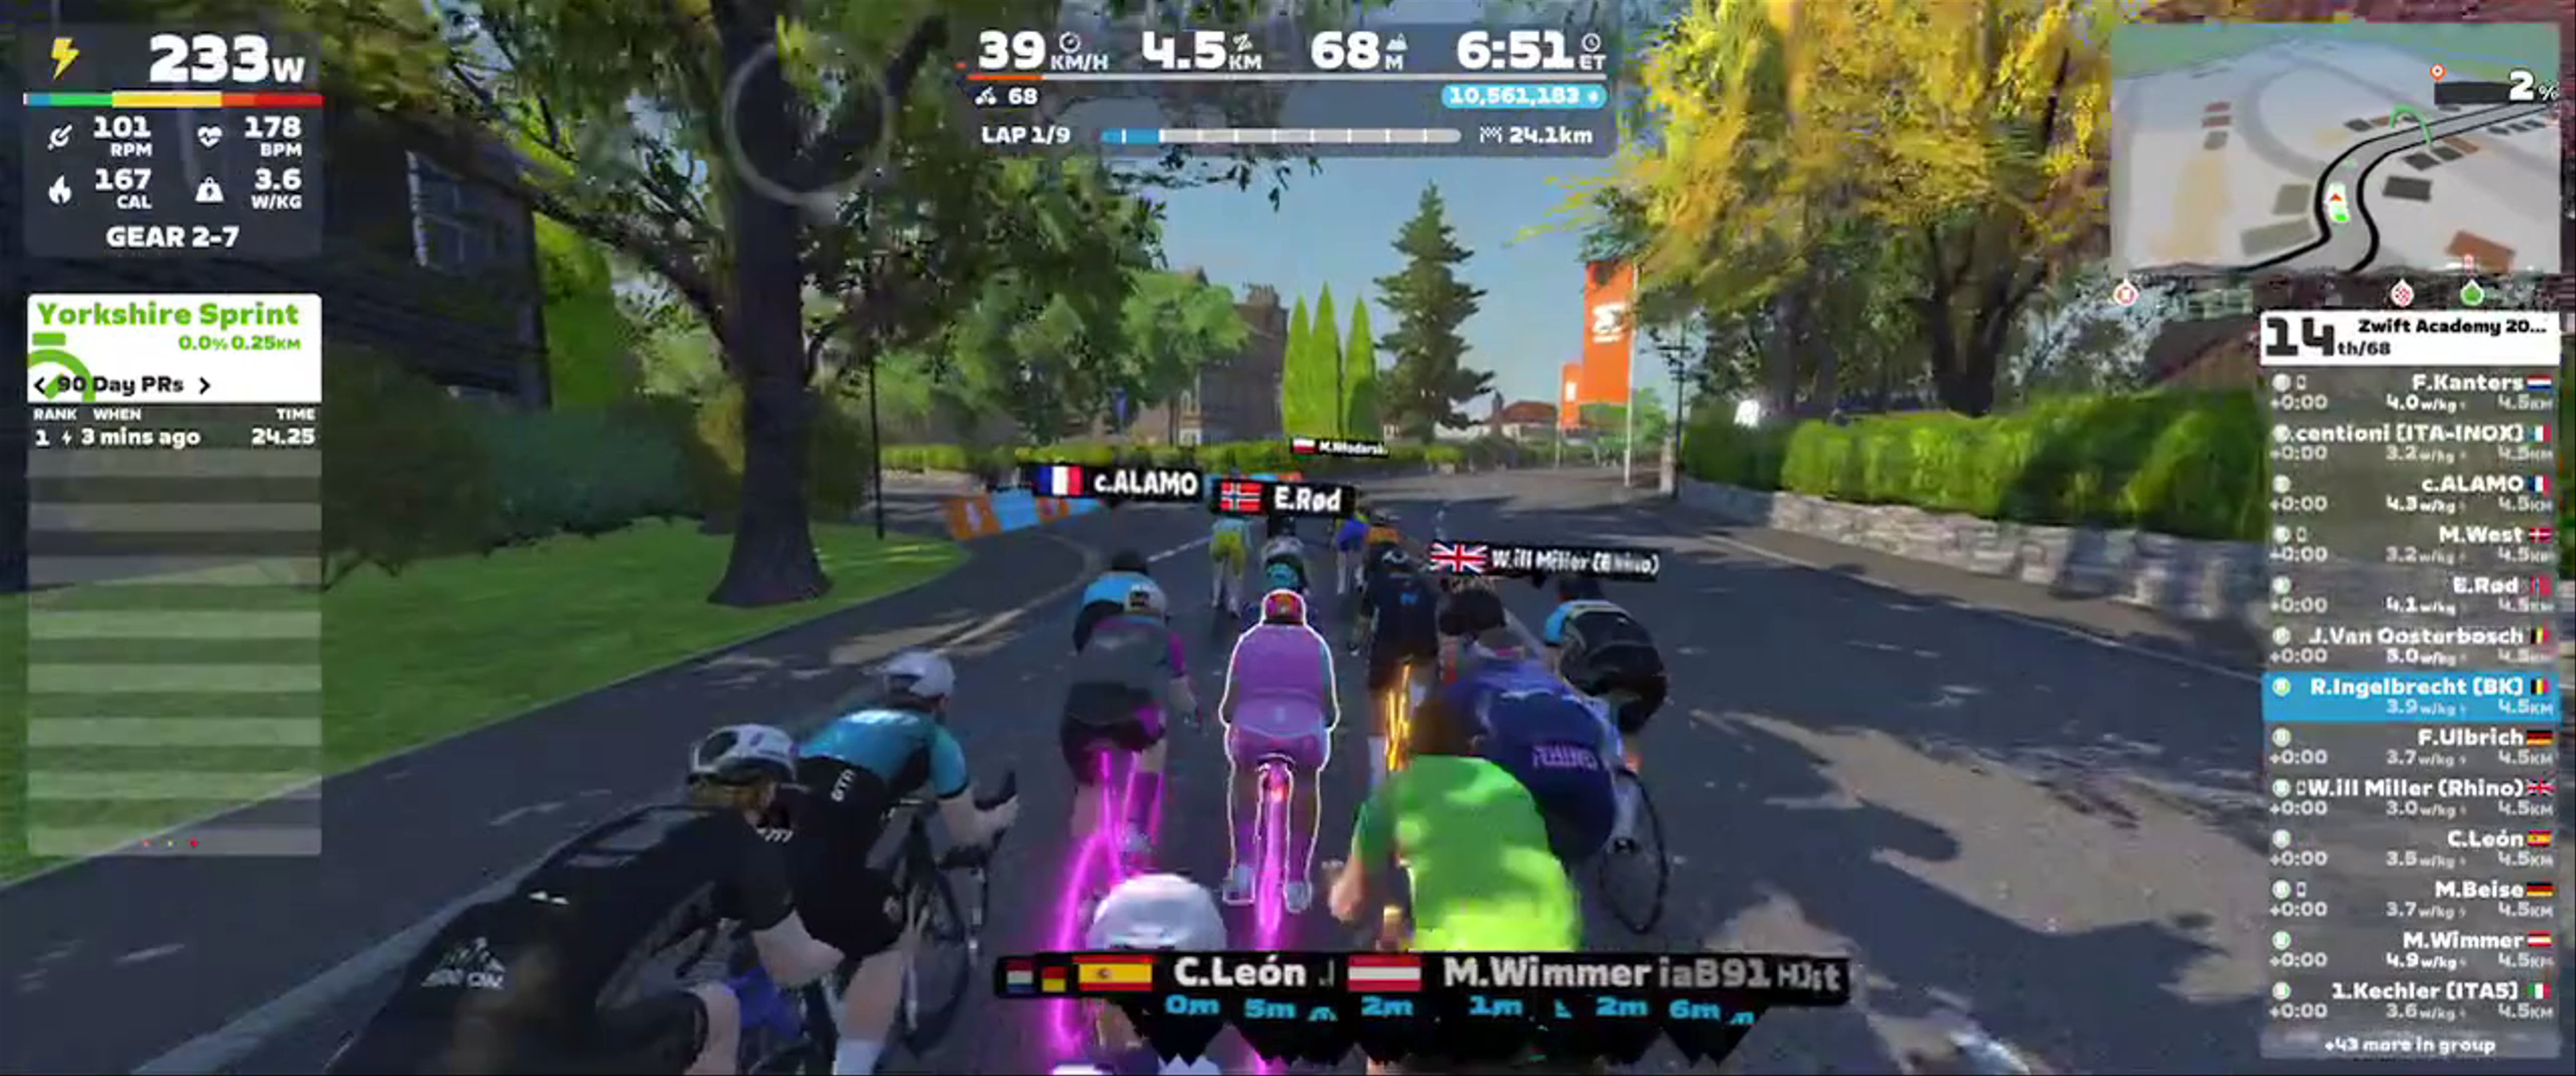 233W
101 RPM
178 BPM
167 CAL
3.6 W/KG
GEAR 2-7
Yorkshire Sprint
0.0% 0.25KM
90 Day PRs
RANK WHEN TIME
1 3 mins ago 24.25
39 KM/H 4.5 KM 68 M 6:51 ET
68
10,561,183
LAP 1/9
24.1km
2%
c.ALAMO
E.Rød
W.ill Miller (Rhino)
C.León
M.Wimmer iaB91
0m 5m 2m 1m 2m 6m
14th/68 Zwift Academy 20...
F.Kanters
+0:00 4.0w/kg 4.5KM
.centioni [ITA-INOX]
+0:00 3.2w/kg 4.5KM
c.ALAMO
+0:00 4.3w/kg 4.5KM
M.West
+0:00 3.2w/kg 4.5KM
E.Rød
+0:00 4.1w/kg 4.5KM
J.Van Oosterbosch
+0:00 5.0w/kg 4.5KM
R.Ingelbrecht [BK]
3.9w/kg 4.5KM
F.Ulbrich
+0:00 3.7w/kg 4.5KM
W.ill Miller (Rhino)
+0:00 3.0w/kg 4.5KM
C.León
+0:00 3.5w/kg 4.5KM
M.Beise
+0:00 3.7w/kg 4.5KM
M.Wimmer
+0:00 4.9w/kg 4.5KM
1.Kechler [ITA5]
+0:00 3.6w/kg 4.5KM
+43 more in group